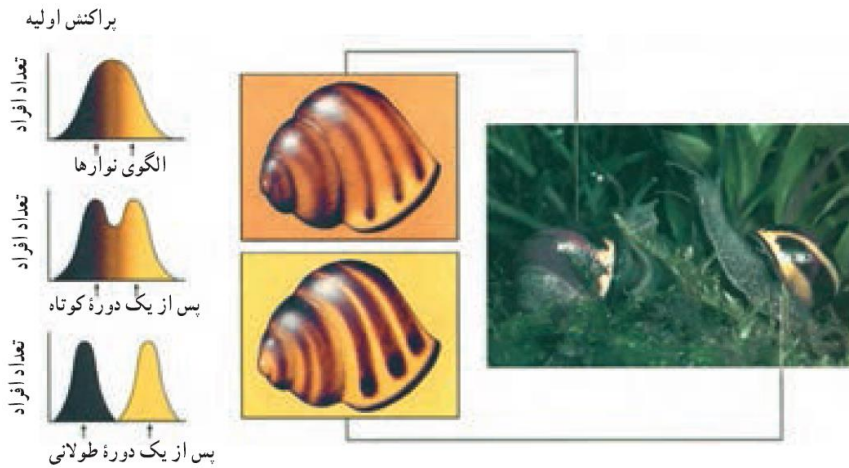 پراکنش اولیه
تعداد افراد
الگوی نوارها
تعداد افراد
پس از یک دورهٔ کوتاه
تعداد افراد
پس از یک دورهٔ طولانی